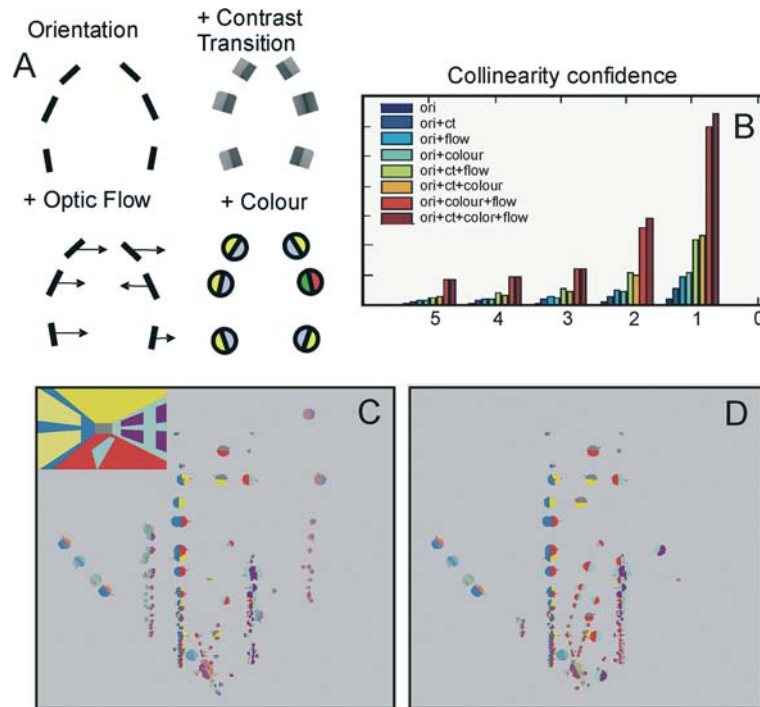 Orientation
+ Contrast
Transition
A
+ Optic Flow
+ Colour
Collinearity confidence
B
ori
ori+ct
ori+flow
ori+colour
ori+ct+flow
ori+ct+colour
ori+colour+flow
ori+ct+color+flow
5 4 3 2 1 0
C
D